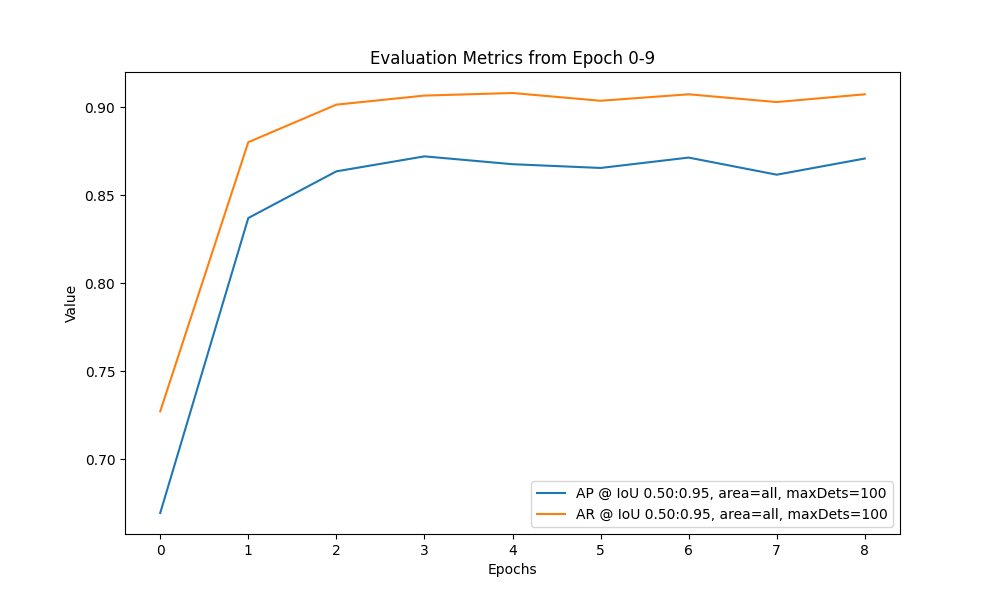 Evaluation Metrics from Epoch 0-9
0.90
0.85
0.80
0.75
0.70
Value
AP @ IoU 0.50:0.95, area=all, maxDets=100
AR @ IoU 0.50:0.95, area=all, maxDets=100
0 1 2 3 4 5 6 7 8
Epochs